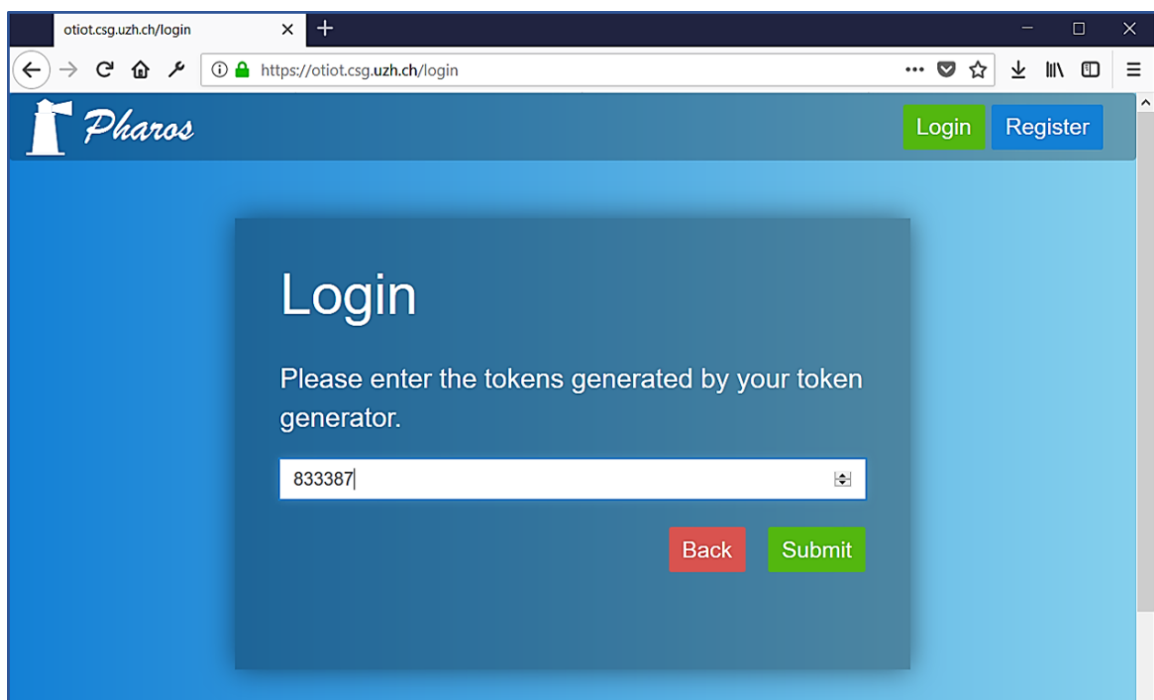 otiot.csg.uzh.ch/login
https://otiot.csg.uzh.ch/login
Pharos
Login Register
Login
Please enter the tokens generated by your token
generator.
833387
Back Submit